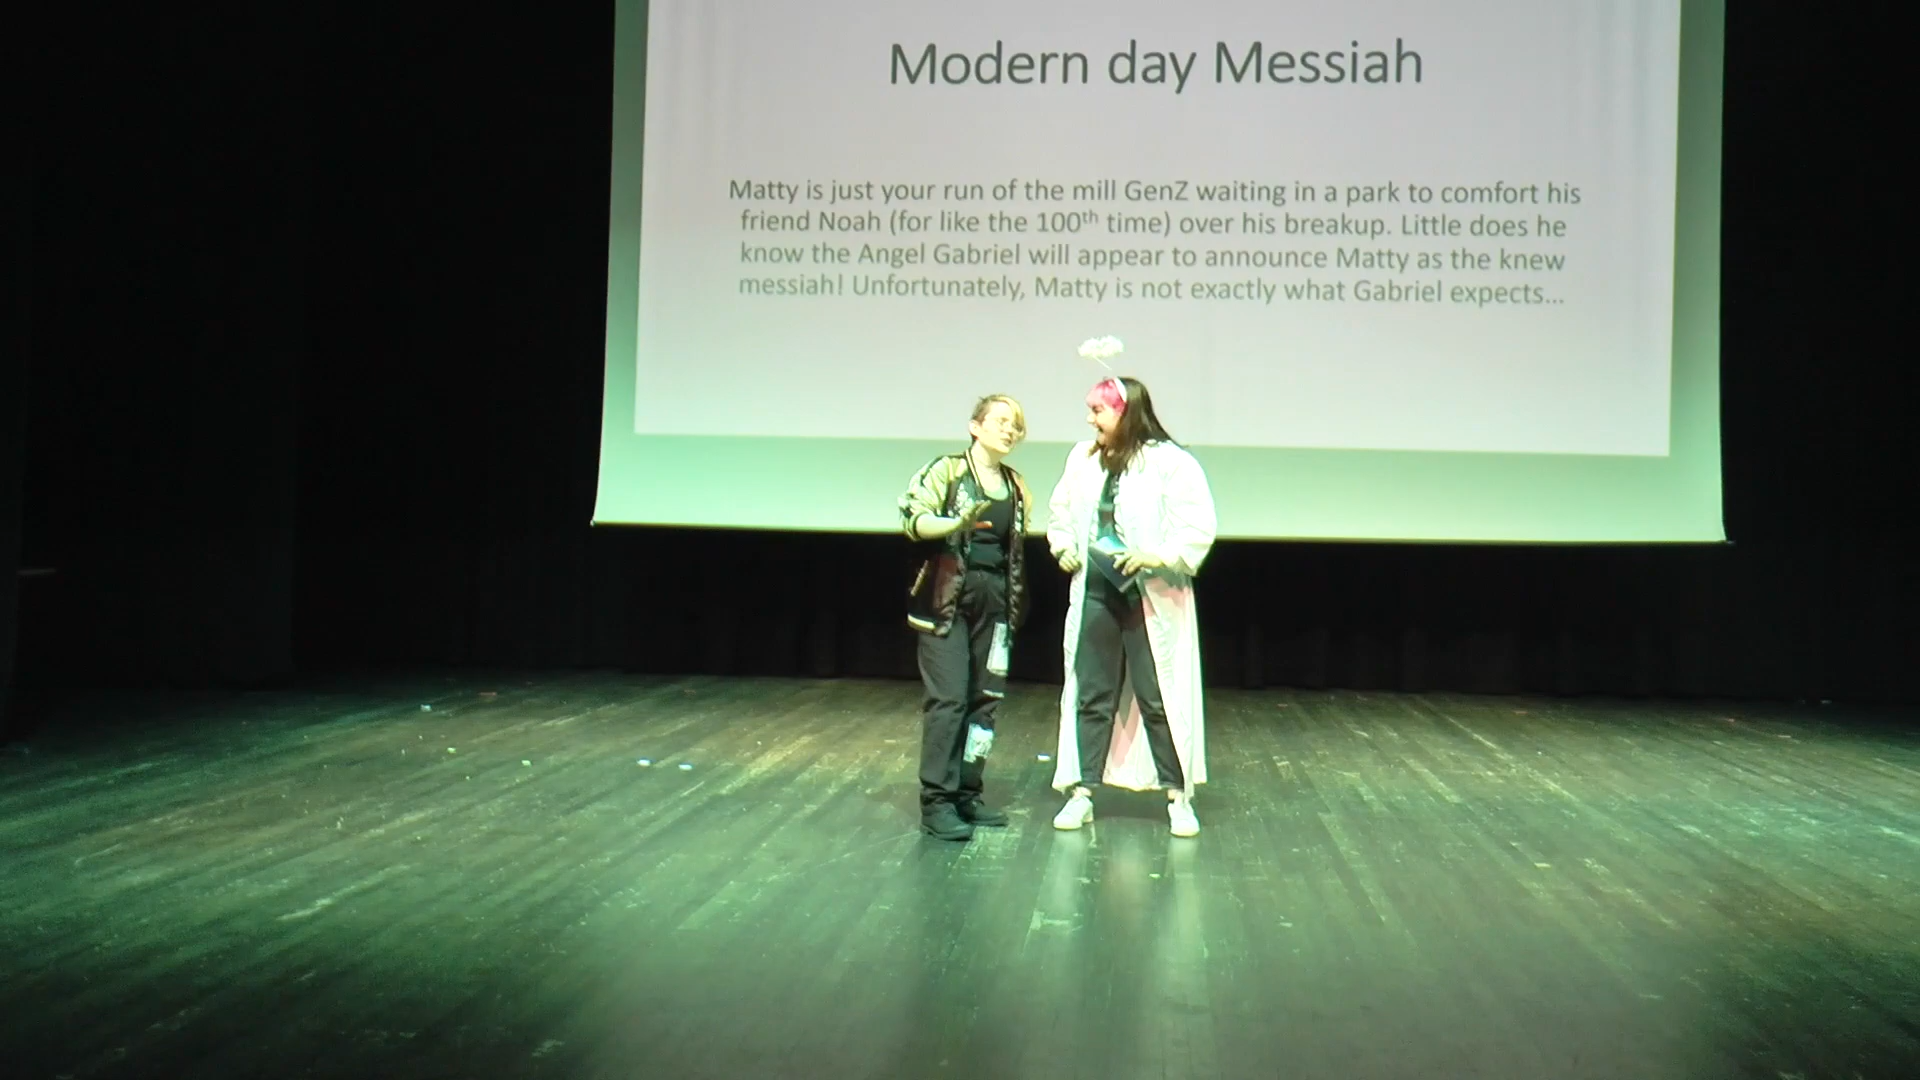 Modern day Messiah
Matty is just your run of the mill GenZ waiting in a park to comfort his
friend Noah (for like the 100th time) over his breakup. Little does he
know the Angel Gabriel will appear to announce Matty as the knew
messiah! Unfortunately, Matty is not exactly what Gabriel expects...